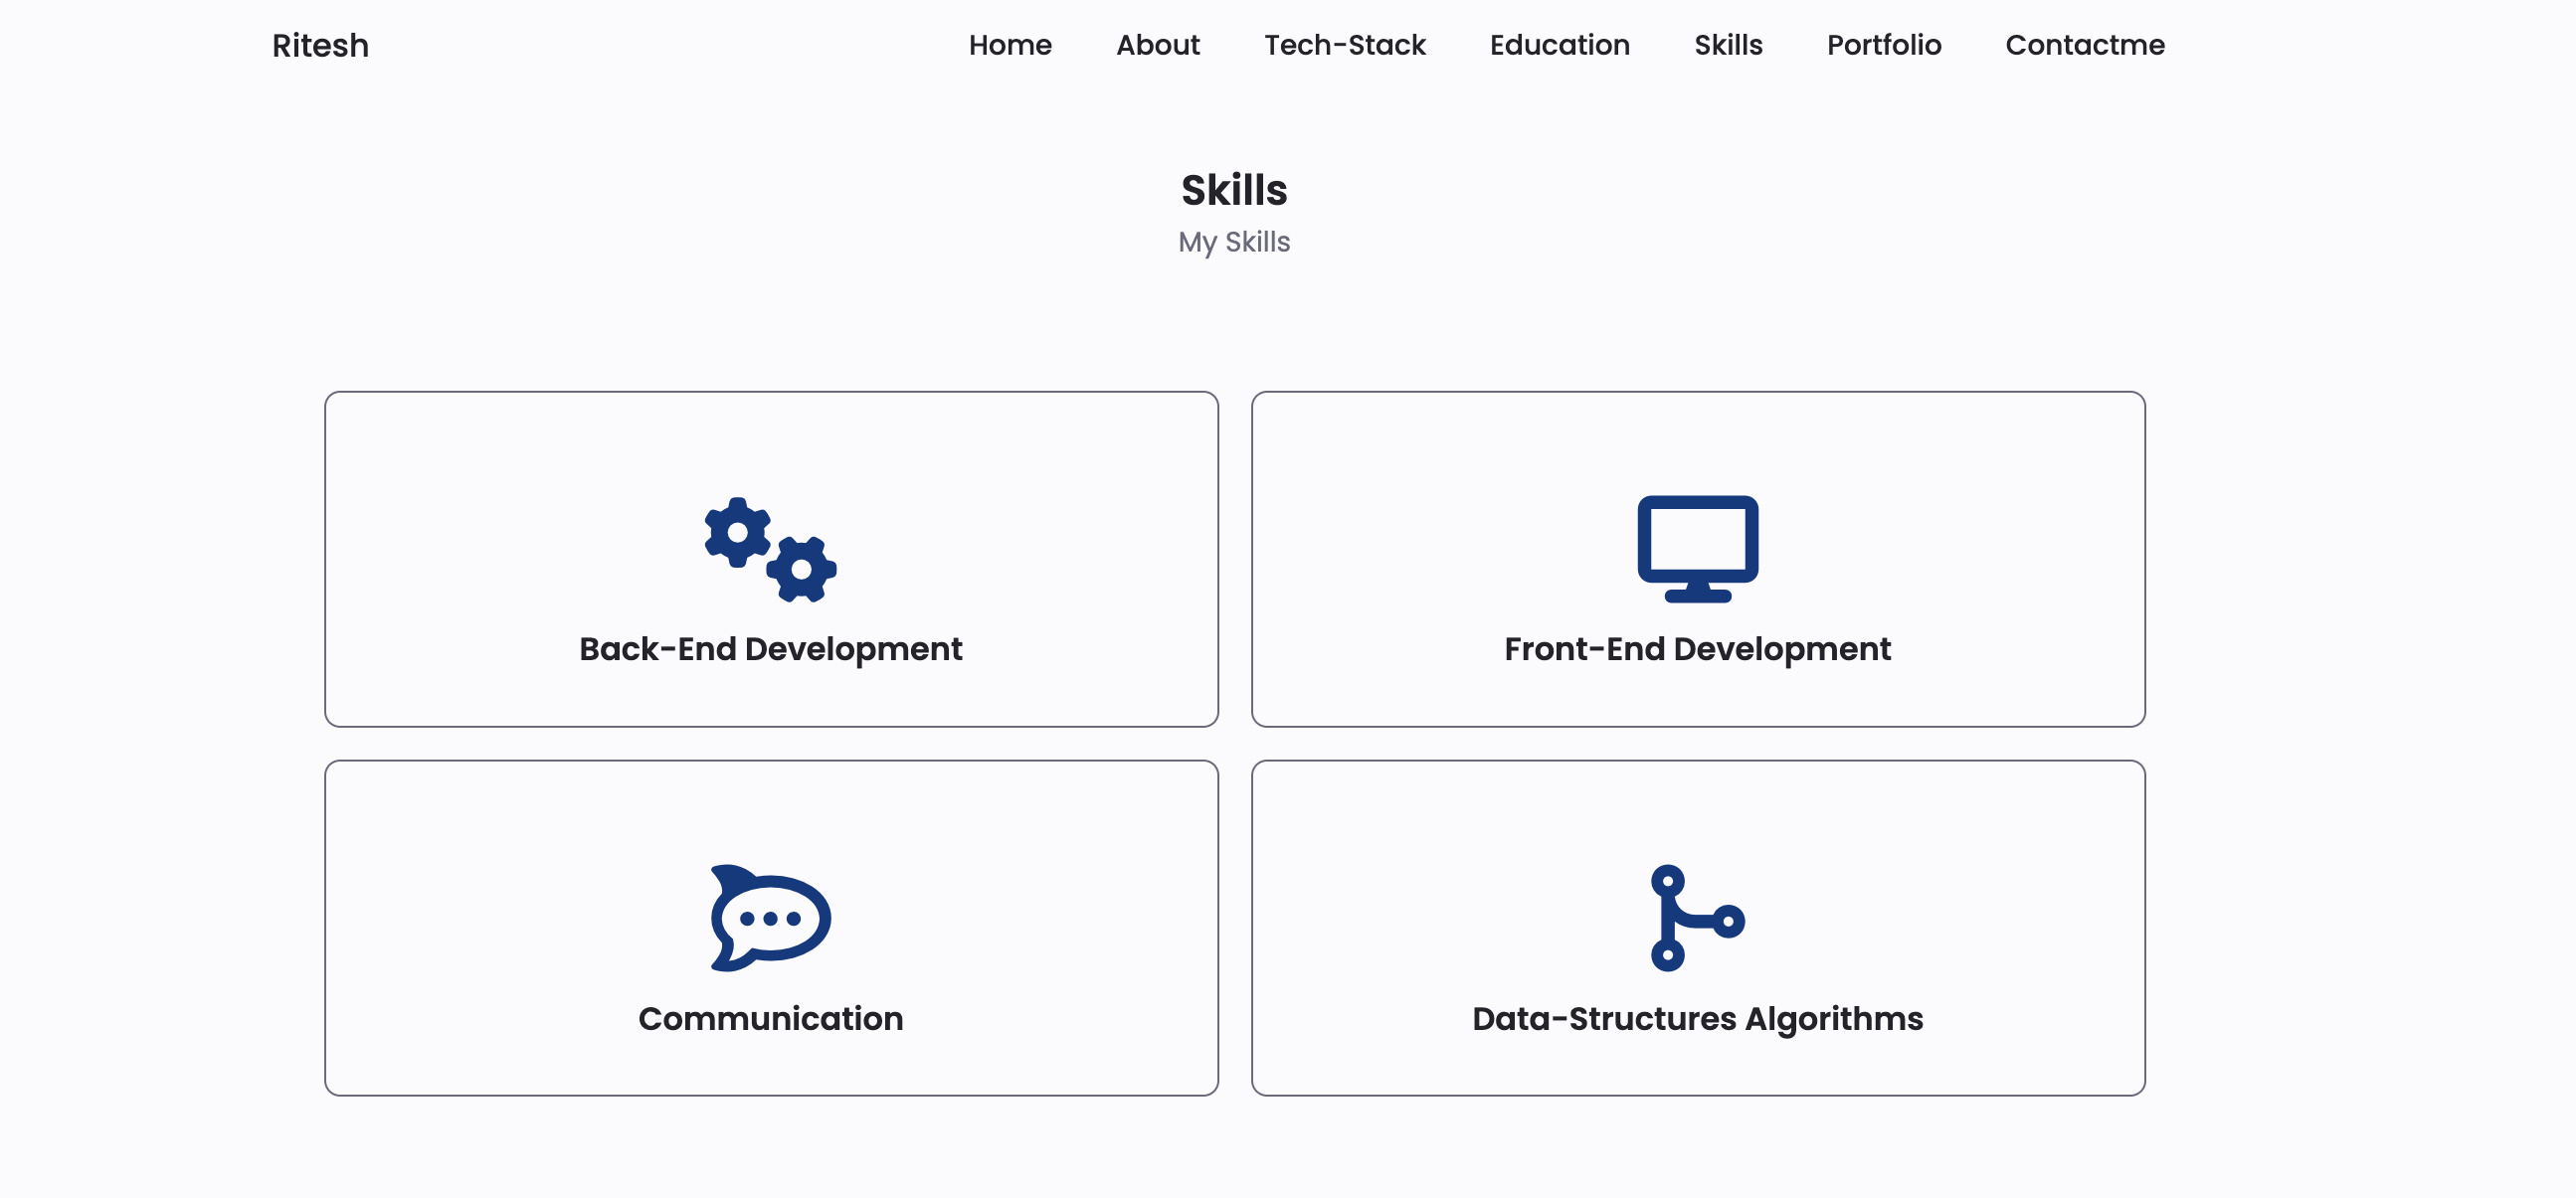 Ritesh Home About Tech-Stack Education Skills Portfolio Contactme
Skills
My Skills
Back-End Development
Front-End Development
Communication
Data-Structures Algorithms